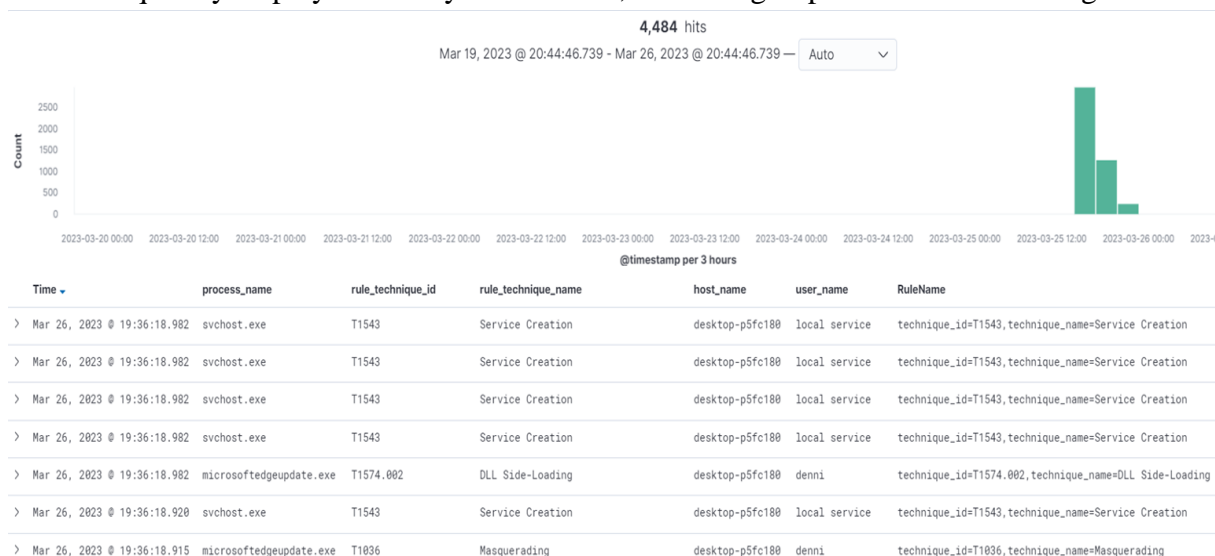 4,484 hits
Mar 19, 2023 @ 20:44:46.739 - Mar 26, 2023 @ 20:44:46.739 — Auto
Count
2500
2000
1500
1000
500
0
2023-03-20 00:00 2023-03-20 12:00 2023-03-21 00:00 2023-03-21 12:00 2023-03-22 00:00 2023-03-22 12:00 2023-03-23 00:00 2023-03-23 12:00 2023-03-24 00:00 2023-03-24 12:00 2023-03-25 00:00 2023-03-25 12:00 2023-03-26 00:00 2023-
@timestamp per 3 hours
Time process_name rule_technique_id rule_technique_name host_name user_name RuleName
> Mar 26, 2023 @ 19:36:18.982 svchost.exe T1543 Service Creation desktop-p5fc180 local service technique_id=T1543,technique_name=Service Creation
> Mar 26, 2023 @ 19:36:18.982 svchost.exe T1543 Service Creation desktop-p5fc180 local service technique_id=T1543,technique_name=Service Creation
> Mar 26, 2023 @ 19:36:18.982 svchost.exe T1543 Service Creation desktop-p5fc180 local service technique_id=T1543,technique_name=Service Creation
> Mar 26, 2023 @ 19:36:18.982 svchost.exe T1543 Service Creation desktop-p5fc180 local service technique_id=T1543,technique_name=Service Creation
> Mar 26, 2023 @ 19:36:18.982 microsoftedgeupdate.exe T1574.002 DLL Side-Loading desktop-p5fc180 denni technique_id=T1574.002,technique_name=DLL Side-Loading
> Mar 26, 2023 @ 19:36:18.920 svchost.exe T1543 Service Creation desktop-p5fc180 local service technique_id=T1543,technique_name=Service Creation
> Mar 26, 2023 @ 19:36:18.915 microsoftedgeupdate.exe T1036 Masquerading desktop-p5fc180 denni technique_id=T1036,technique_name=Masquerading